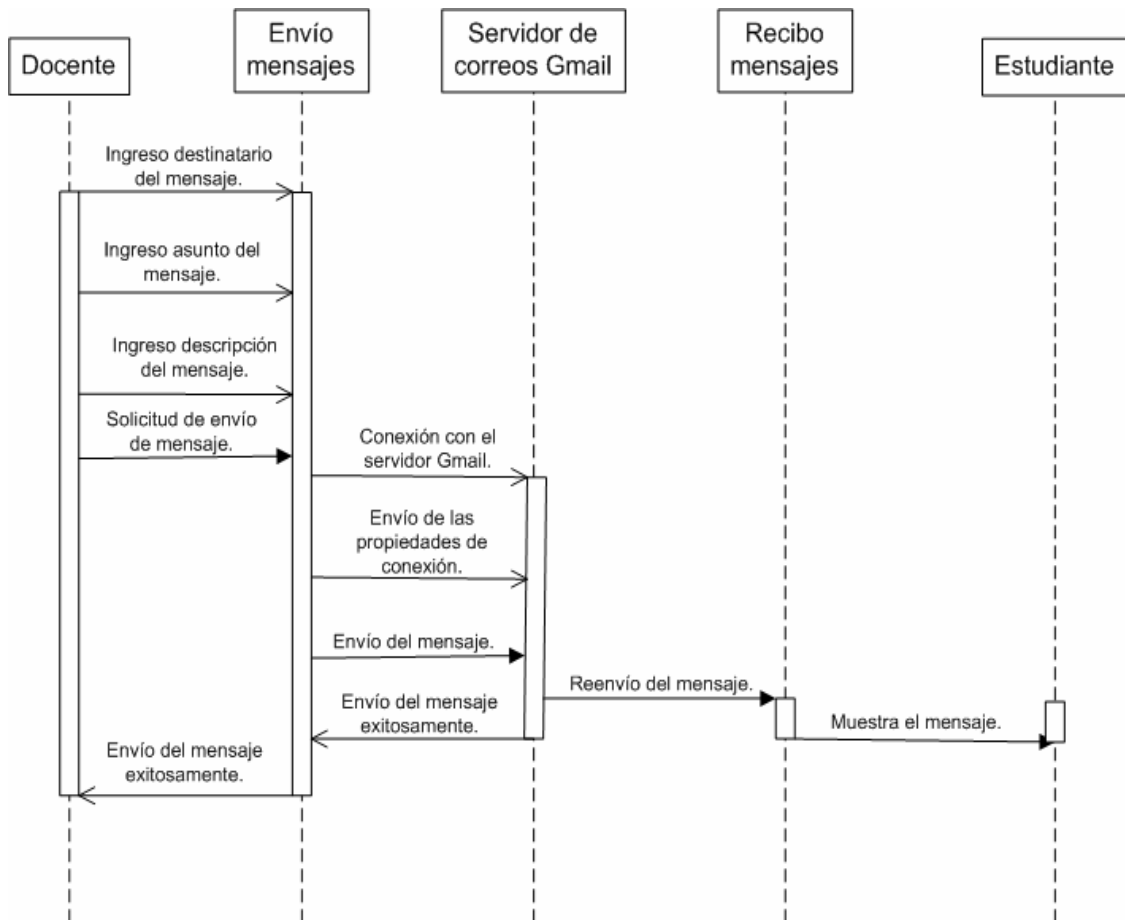 Docente
Envío
mensajes
Servidor de
correos Gmail
Recibo
mensajes
Estudiante
Ingreso destinatario
del mensaje.
Ingreso asunto del
mensaje.
Ingreso descripción
del mensaje.
Solicitud de envío
de mensaje.
Conexión con el
servidor Gmail.
Envío de las
propiedades de
conexión.
Envío del mensaje.
Reenvío del mensaje.
Envío del mensaje
exitosamente.
Muestra el mensaje.
Envío del mensaje
exitosamente.